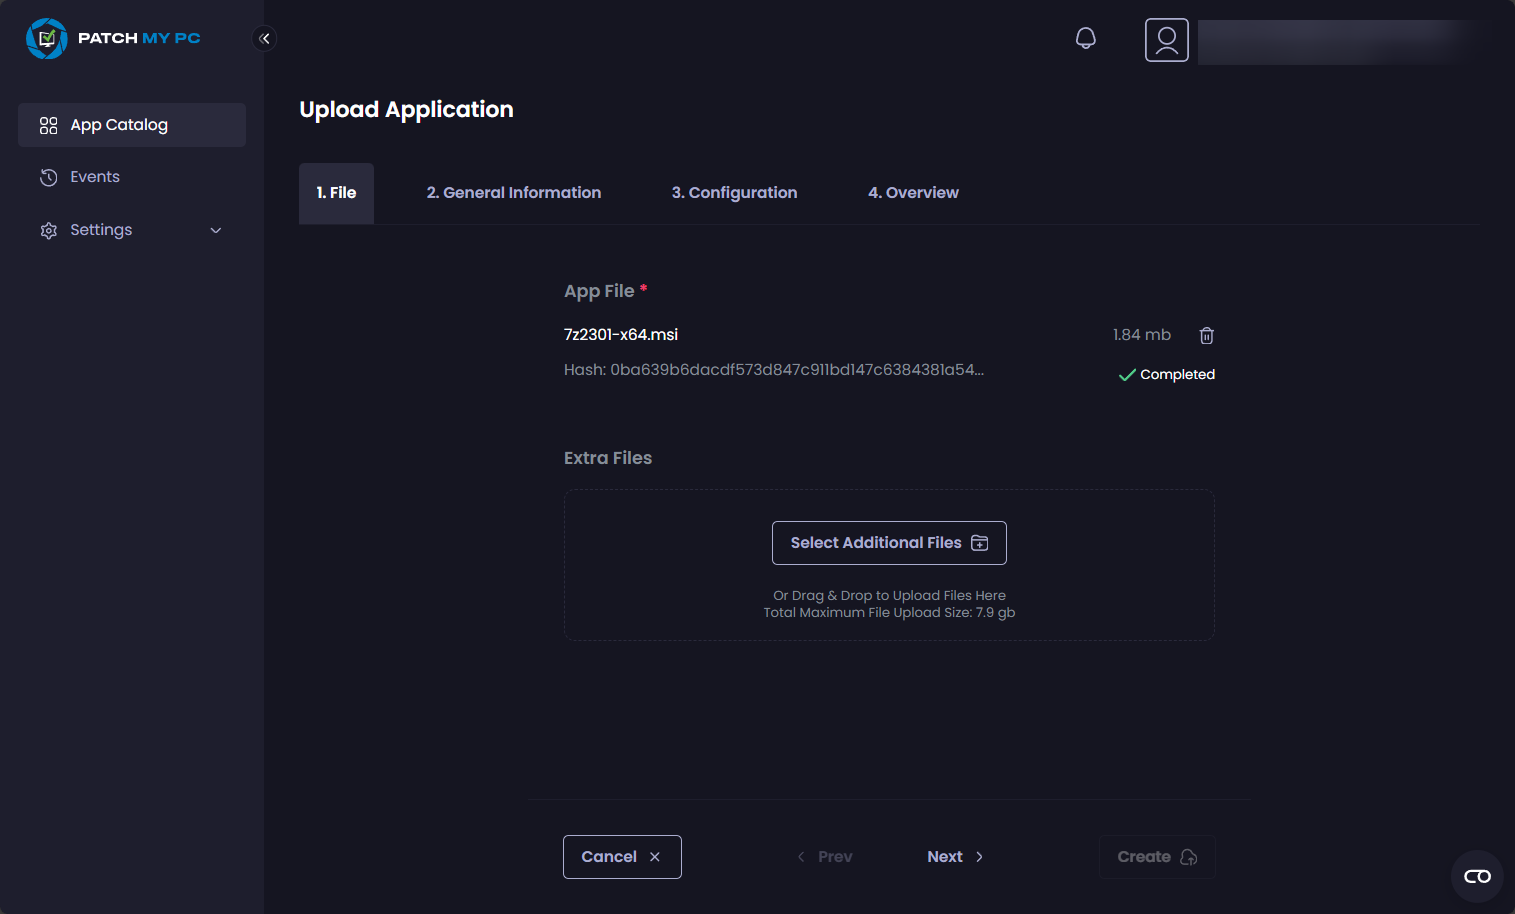 PATCH MY PC
App Catalog
Events
Settings
Upload Application
1. File
2. General Information
3. Configuration
4. Overview
App File *
7z2301-x64.msi
1.84 mb
Hash: 0ba639b6dacdf573d847c911bd147c6384381a54...
Completed
Extra Files
Select Additional Files
Or Drag & Drop to Upload Files Here
Total Maximum File Upload Size: 7.9 gb
Cancel
Prev
Next
Create